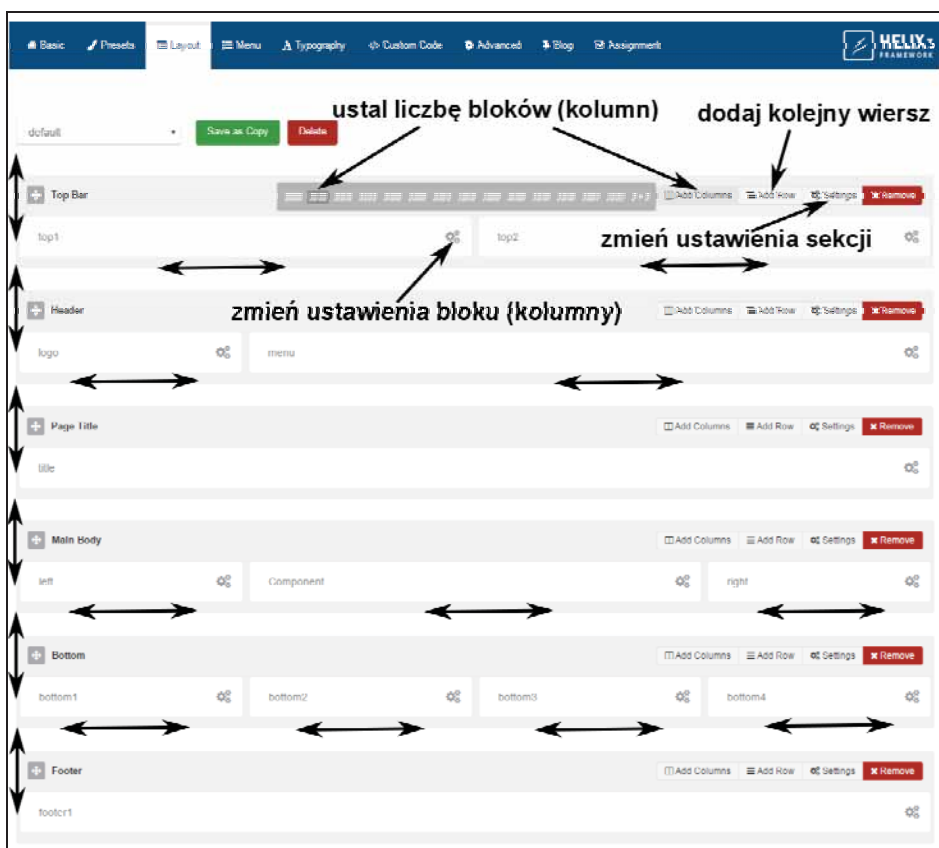 Basic Presets Layout Menu Typography Custom Code Advanced Blog Assignment HELIX3
FRAMEWORK
ustal liczbę bloków (kolumn)
dodaj kolejny wiersz
default Save as Copy Delete
Top Bar Add Columns Add Row Settings Remove
top1 top2
zmień ustawienia sekcji
zmień ustawienia bloku (kolumny)
Header Add Columns Add Row Settings Remove
logo menu
Page Title Add Columns Add Row Settings Remove
title
Main Body Add Columns Add Row Settings Remove
left Component right
Bottom Add Columns Add Row Settings Remove
bottom1 bottom2 bottom3 bottom4
Footer Add Columns Add Row Settings Remove
footer1